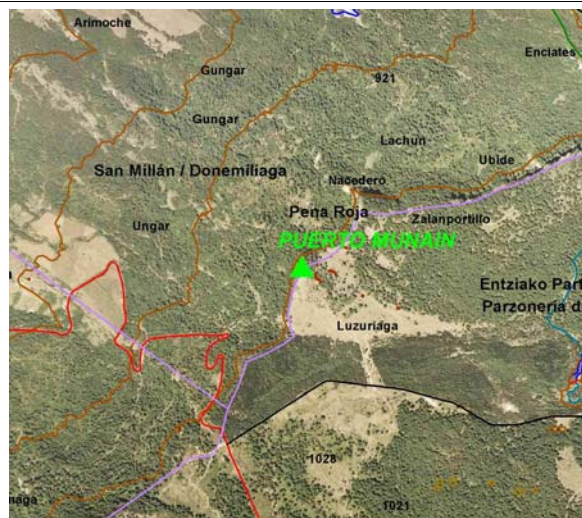 Arimoche
Enciates
Gungar
921
Gungar
Lachun
Ubide
San Millán / Donemiliaga
Nacedero
Ungar
Pena Roja
Zalanportillo
PUERTO MUNAIN
Entziako Part
Parzonería d
Luzuriaga
1028
naga
1021